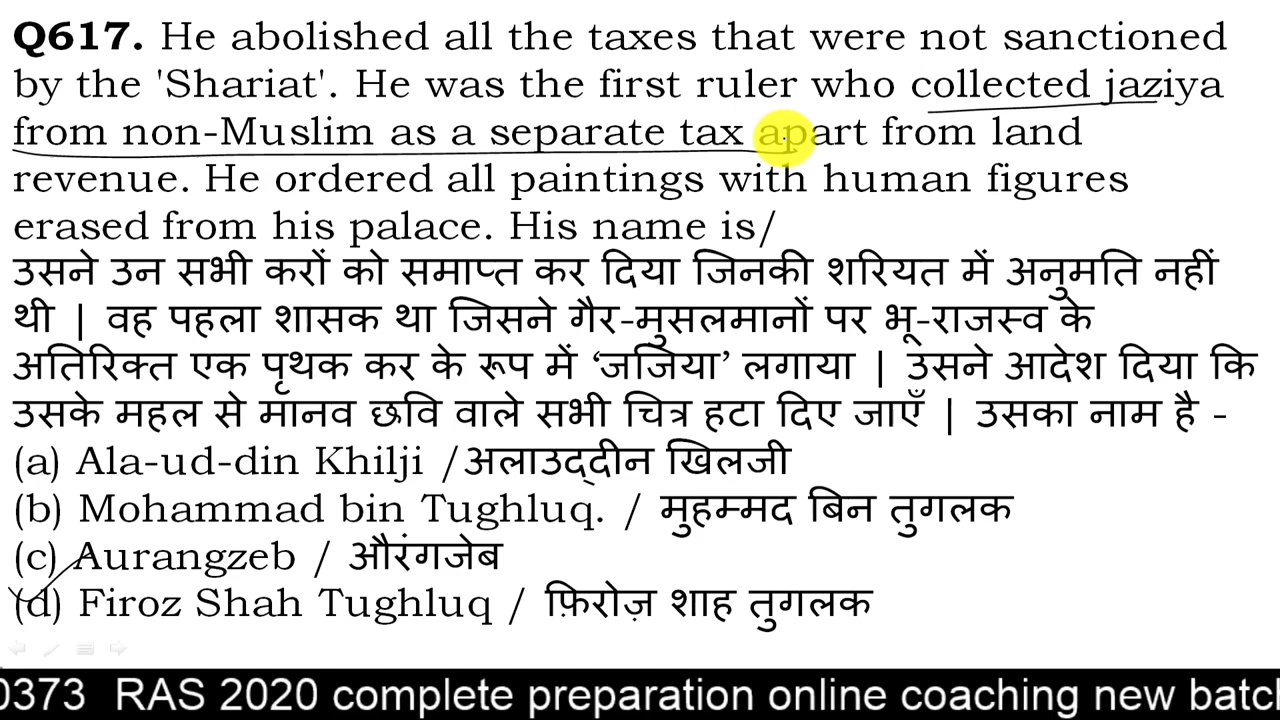 Q617. He abolished all the taxes that were not sanctioned
by the 'Shariat'. He was the first ruler who collected jaziya
from non-Muslim as a separate tax apart from land
revenue. He ordered all paintings with human figures
erased from his palace. His name is/
उसने उन सभी करों को समाप्त कर दिया जिनकी शरियत में अनुमति नहीं
थी | वह पहला शासक था जिसने गैर-मुसलमानों पर भू-राजस्व के
अतिरिक्त एक पृथक कर के रूप में ‘जजिया’ लगाया | उसने आदेश दिया कि
उसके महल से मानव छवि वाले सभी चित्र हटा दिए जाएँ | उसका नाम है -
(a) Ala-ud-din Khilji /अलाउद्दीन खिलजी
(b) Mohammad bin Tughluq. / मुहम्मद बिन तुगलक
(c) Aurangzeb / औरंगजेब
(d) Firoz Shah Tughluq / फ़िरोज़ शाह तुगलक
0373 RAS 2020 complete preparation online coaching new batch